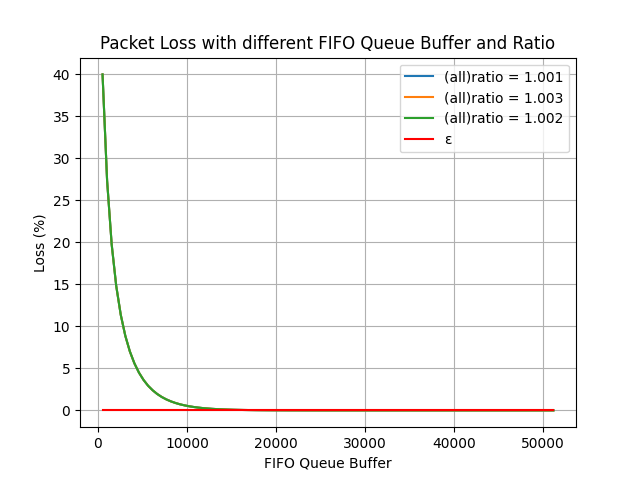 Packet Loss with different FIFO Queue Buffer and Ratio
(all)ratio = 1.001
(all)ratio = 1.003
(all)ratio = 1.002
ε
Loss (%)
40
35
30
25
20
15
10
5
0
0 10000 20000 30000 40000 50000
FIFO Queue Buffer